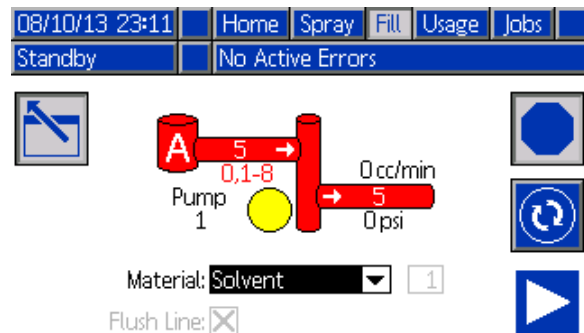 08/10/13 23:11 Home Spray Fill Usage Jobs
Standby No Active Errors
A 5
0,1-8
0 cc/min
Pump 5
1 0 psi
Material: Solvent 1
Flush Line: